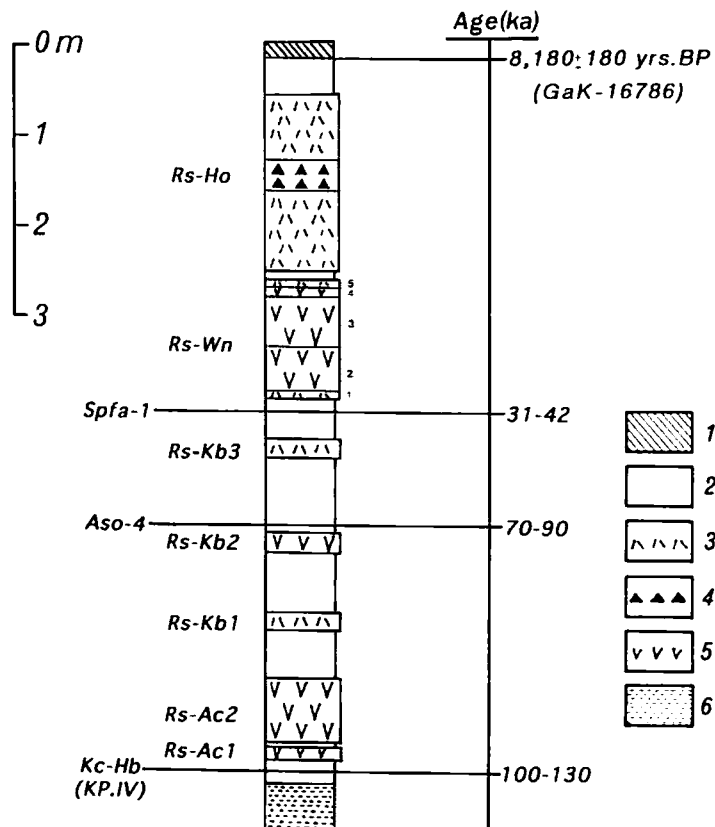 Age(ka)
0 m
8,180±180 yrs.BP
(GaK-16786)
1
Rs-Ho
2
5
4
3
3
Rs-Wn
2
1
Spfa-1
31-42
1
Rs-Kb3
2
Aso-4
70-90
Rs-Kb2
3
4
Rs-Kb1
5
Rs-Ac2
6
Rs-Ac1
Kc-Hb
100-130
(KP.IV)